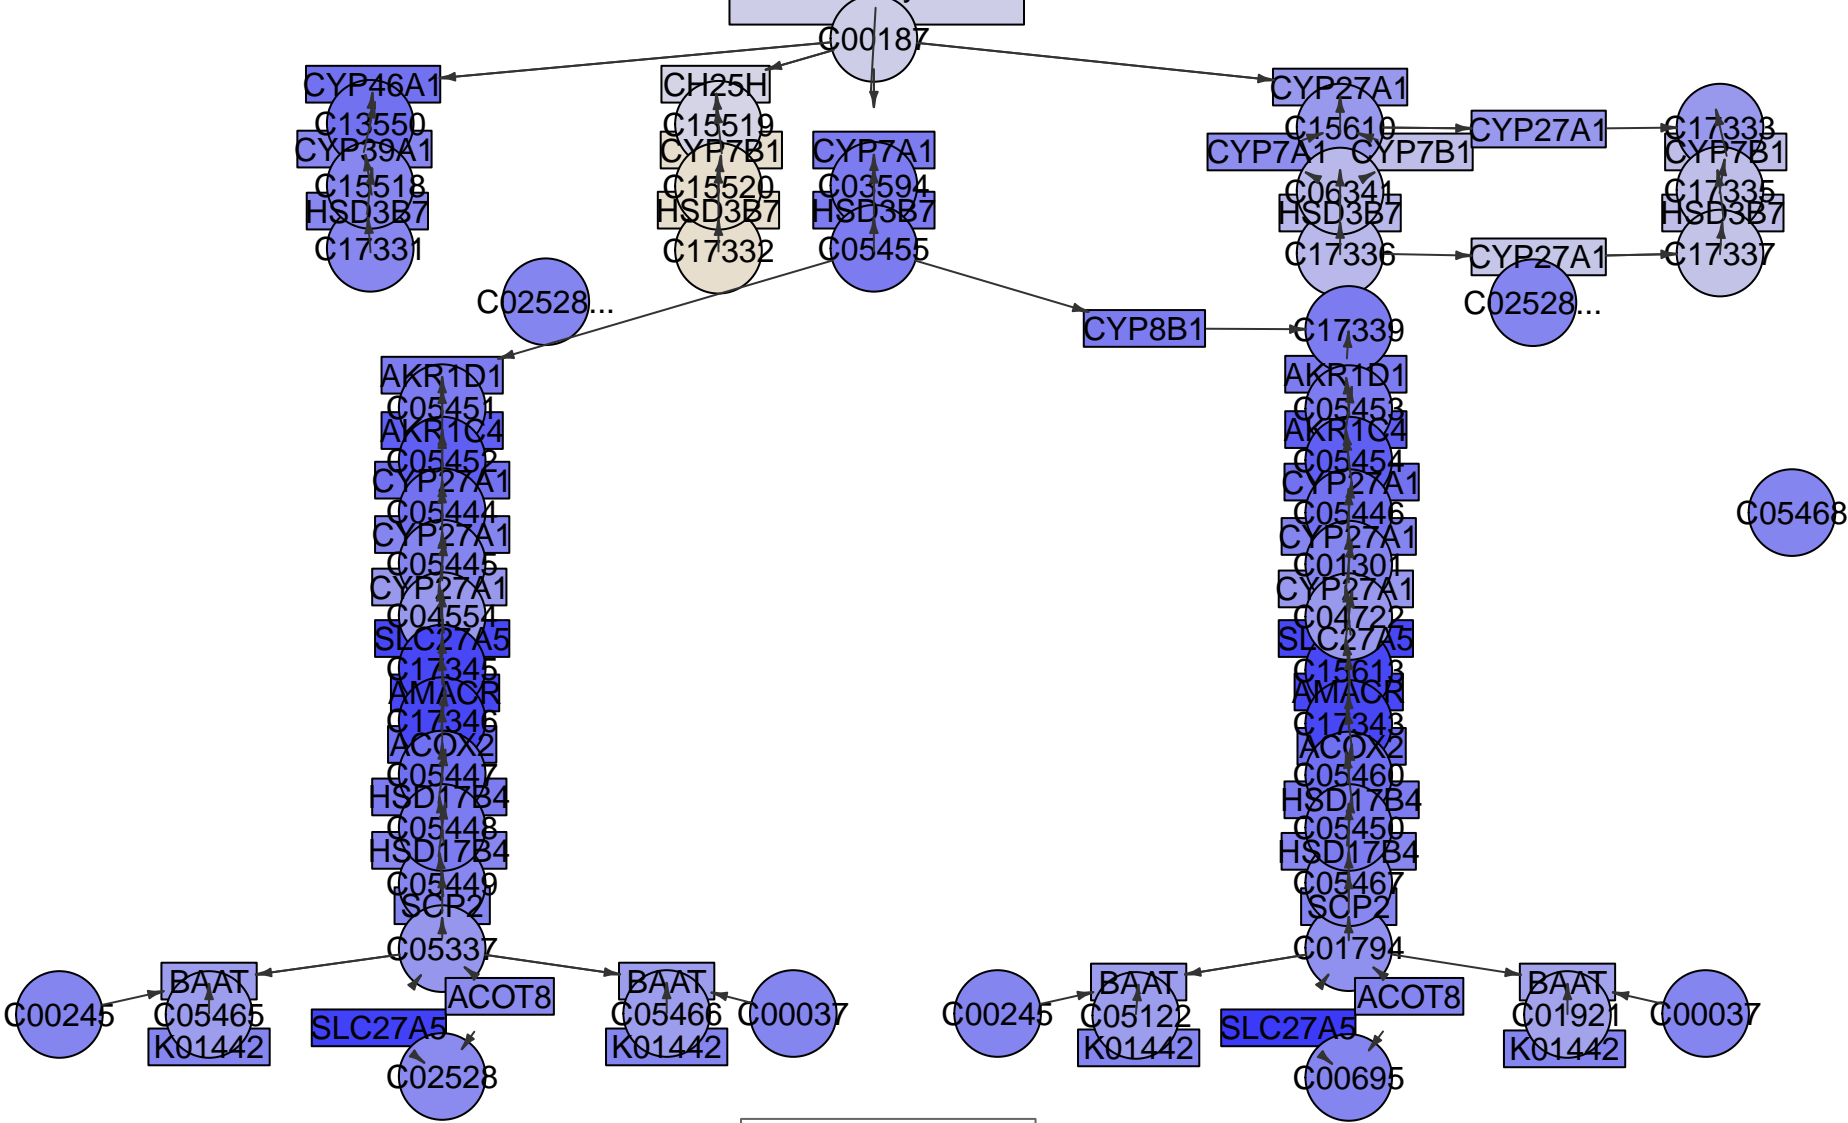 C00187
CYP46A1
C13550
CYP39A1
C15518
HSD3B7
C17331
CH25H
C15519
CYP7B1
C15520
HSD3B7
C17332
CYP7A1
C03594
HSD3B7
C05455
CYP27A1
C15610
CYP7A1
CYP7B1
C06341
HSD3B7
C17336
CYP27A1
CYP27A1
C17333
CYP7B1
C17335
HSD3B7
C17337
C02528...
C02528...
CYP8B1
C17339
AKR1D1
C05451
AKR1C4
C05452
CYP27A1
C05444
CYP27A1
C05445
CYP27A1
C04554
SLC27A5
C17345
AMACR
C17346
ACOX2
C05447
HSD17B4
C05448
HSD17B4
C05449
SCP2
C05337
AKR1D1
C05453
AKR1C4
C05454
CYP27A1
C05446
CYP27A1
C01301
CYP27A1
C04722
SLC27A5
C15613
AMACR
C17343
ACOX2
C05460
HSD17B4
C05450
HSD17B4
C05467
SCP2
C01794
C05468
C00245
BAAT
C05465
K01442
SLC27A5
ACOT8
C02528
BAAT
C05466
K01442
C00037
C00245
BAAT
C05122
K01442
SLC27A5
ACOT8
C00695
BAAT
C01921
K01442
C00037